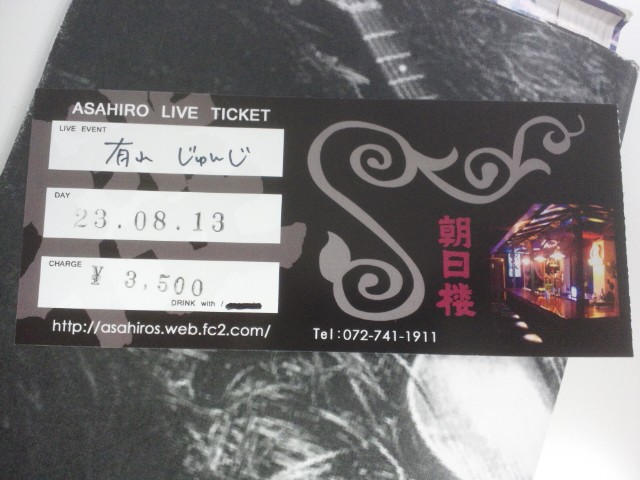 ASAHIRO LIVE TICKET
LIVE EVENT
有山 じゅんじ
DAY
23.08.13
CHARGE
¥ 3,500
DRINK with /
http://asahiros.web.fc2.com/
朝日楼
Tel:072-741-1911